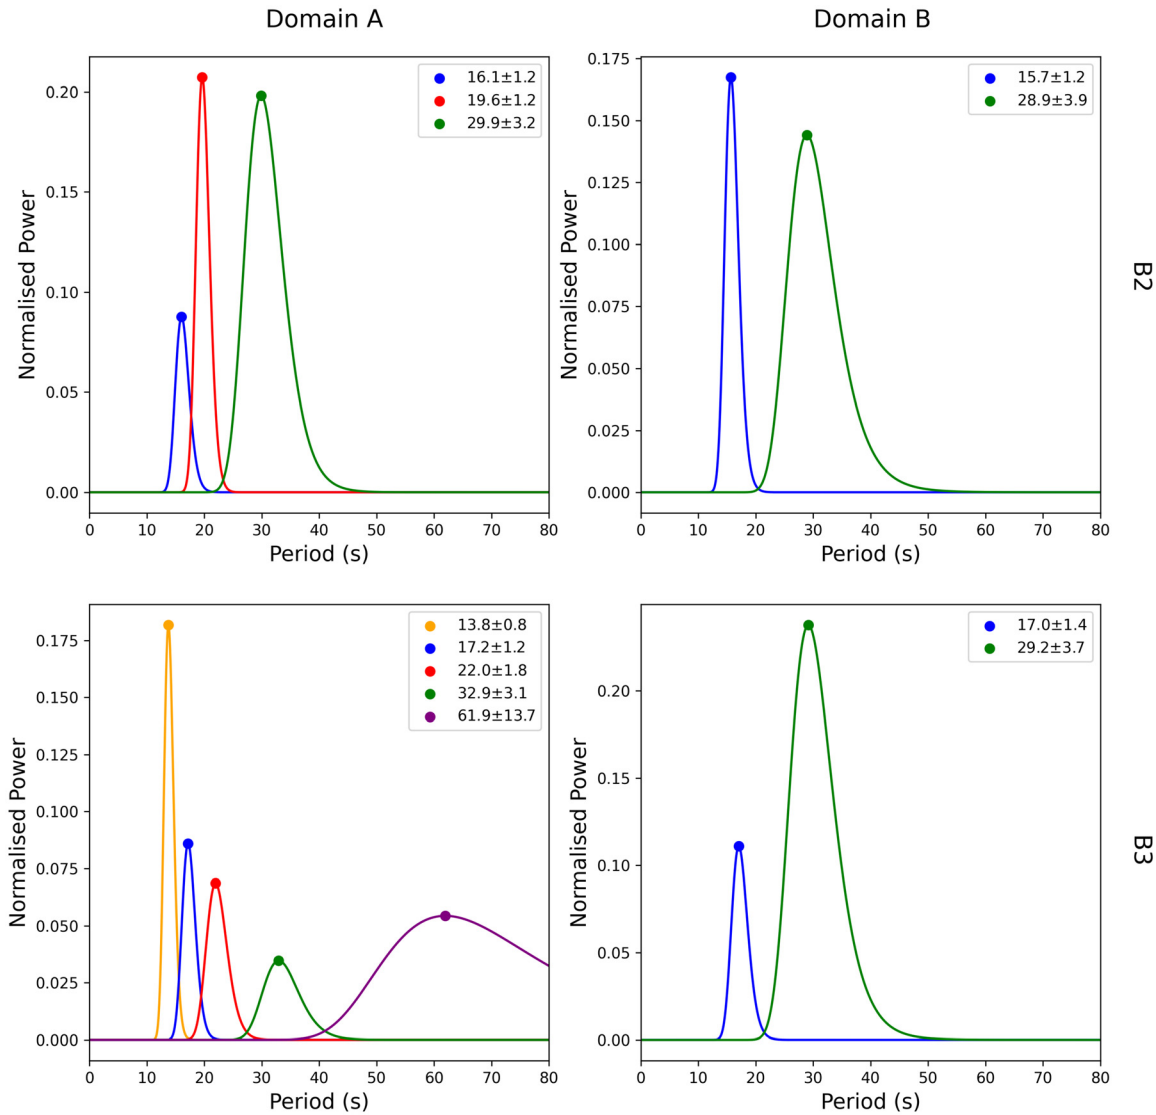 Domain A
Domain B
Normalised Power
0.20
0.15
0.10
0.05
0.00
16.1±1.2
19.6±1.2
29.9±3.2
0 10 20 30 40 50 60 70 80
Period (s)
Normalised Power
0.175
0.150
0.125
0.100
0.075
0.050
0.025
0.000
15.7±1.2
28.9±3.9
0 10 20 30 40 50 60 70 80
Period (s)
B2
Normalised Power
0.175
0.150
0.125
0.100
0.075
0.050
0.025
0.000
13.8±0.8
17.2±1.2
22.0±1.8
32.9±3.1
61.9±13.7
0 10 20 30 40 50 60 70 80
Period (s)
Normalised Power
0.20
0.15
0.10
0.05
0.00
17.0±1.4
29.2±3.7
0 10 20 30 40 50 60 70 80
Period (s)
B3